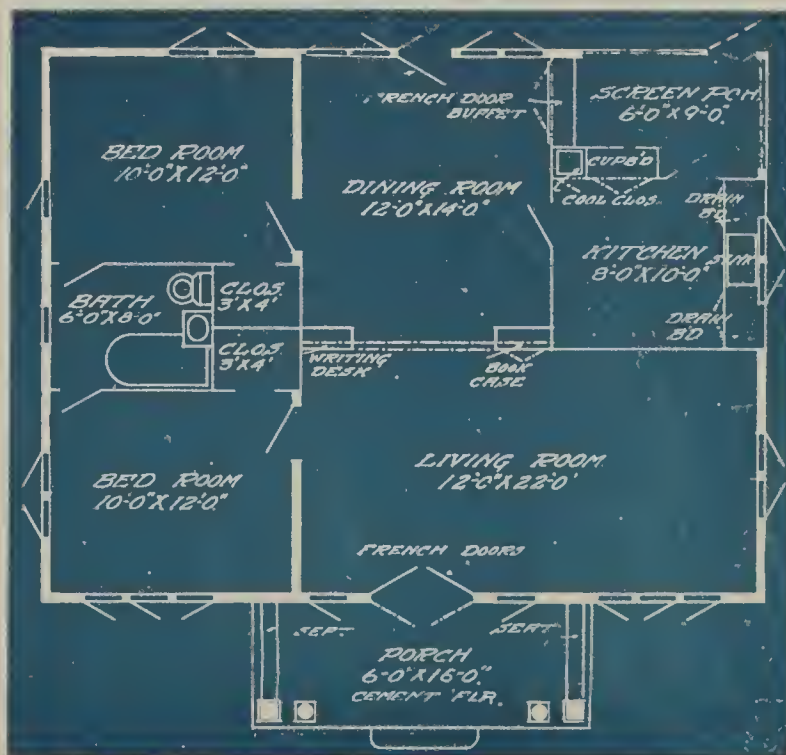 FRENCH DOOR
BUFFET
SCREEN PCH.
6'-0"X9'-0"
BED ROOM
10'-0"X12'-0"
DINING ROOM
12'-0"X14'-0"
CUPB'D
COOL CLOS.
DRAIN
BD
KITCHEN
8'-0"X10'-0"
SINK
DRAIN
BD
BATH
6'-0"X8'-0"
CLOS.
3'X4'
CLOS.
3'X4'
WRITING
DESK
BOOK
CASE
BED ROOM
10'-0"X12'-0"
LIVING ROOM
12'-0"X22'-0"
FRENCH DOORS
SEAT
SEAT
PORCH
6'-0"X16'-0"
CEMENT FLR.